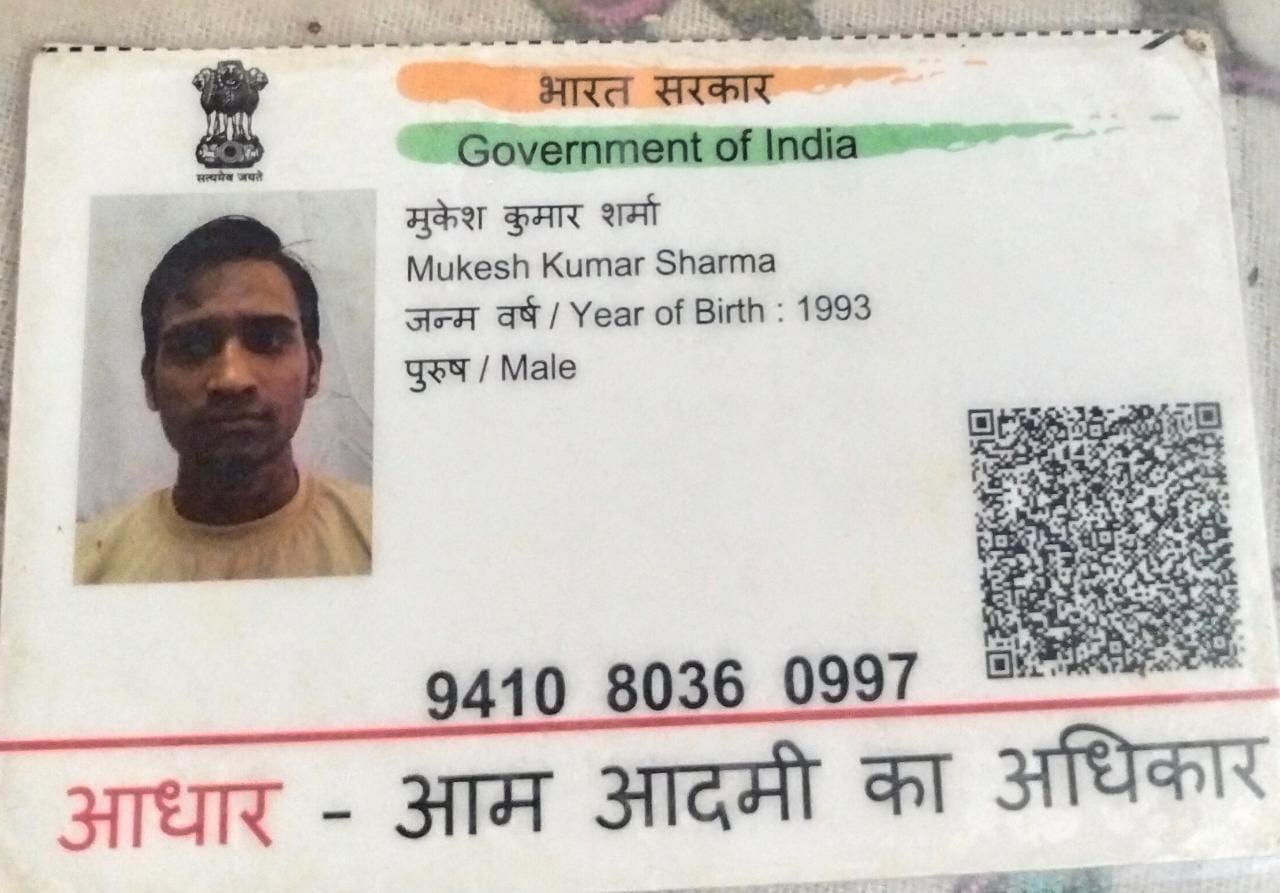 सत्यमेव जयते
भारत सरकार
Government of India
मुकेश कुमार शर्मा
Mukesh Kumar Sharma
जन्म वर्ष / Year of Birth : 1993
पुरुष / Male
9410 8036 0997
आधार - आम आदमी का अधिकार